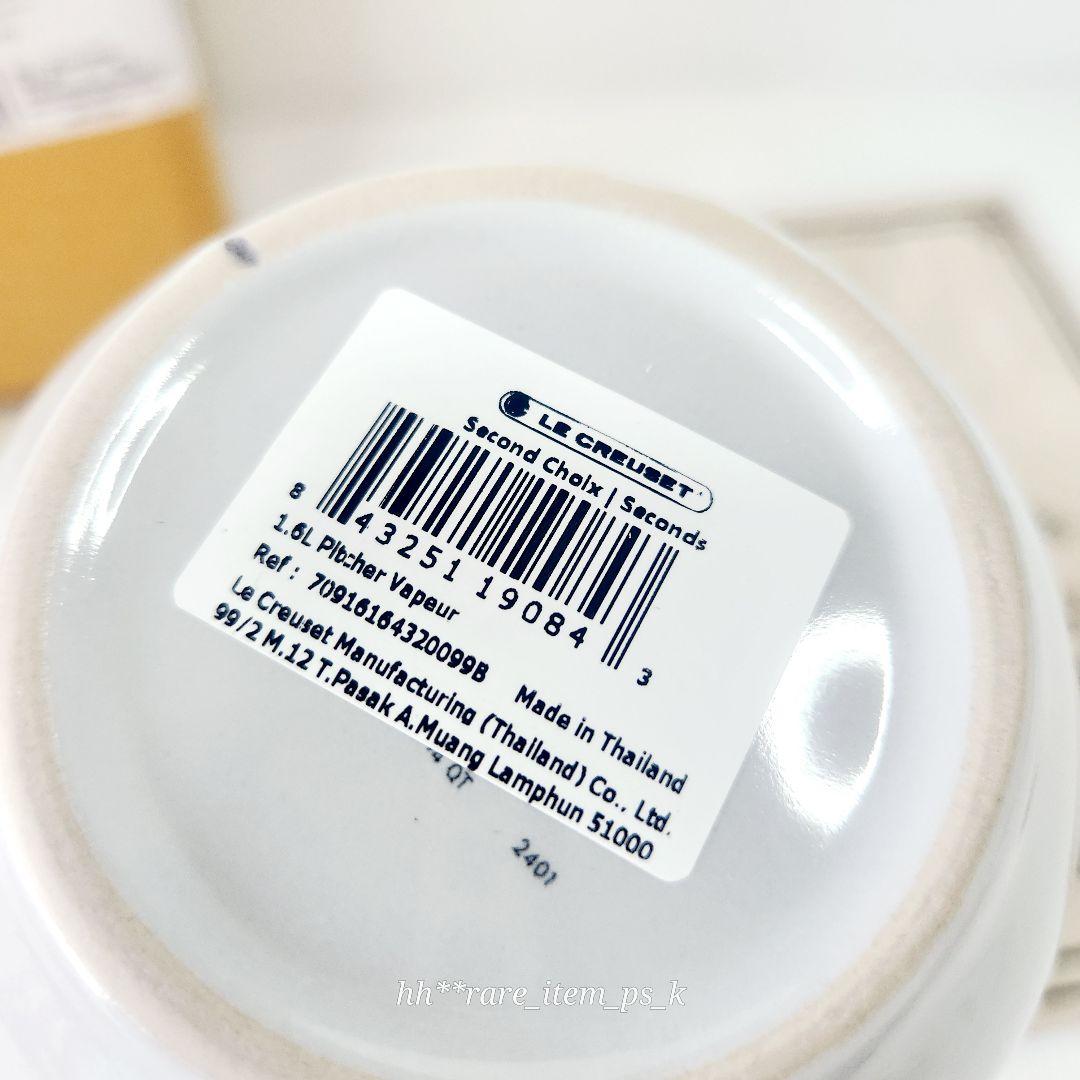 LE CREUSET
Second Choix | Seconds
8 43251 19084 3
1.6L Pitcher Vapeur
Ref : 70916164320099B Made in Thailand
Le Creuset Manufacturing (Thailand) Co., Ltd.
99/2 M.12 T.Pasak A.Muang Lamphun 51000
QT
2401
hh**rare_item_ps_k